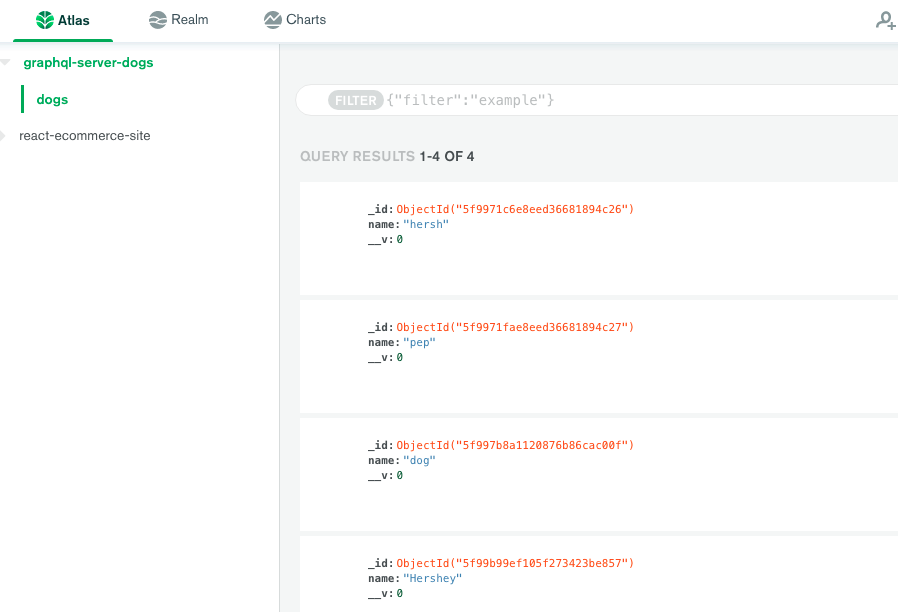 Atlas Realm Charts
graphql-server-dogs
dogs
react-ecommerce-site
FILTER {"filter":"example"}
QUERY RESULTS 1-4 OF 4
_id: ObjectId("5f9971c6e8eed36681894c26")
name: "hersh"
__v: 0
_id: ObjectId("5f9971fae8eed36681894c27")
name: "pep"
__v: 0
_id: ObjectId("5f997b8a1120876b86cac00f")
name: "dog"
__v: 0
_id: ObjectId("5f99b99ef105f273423be857")
name: "Hershey"
__v: 0